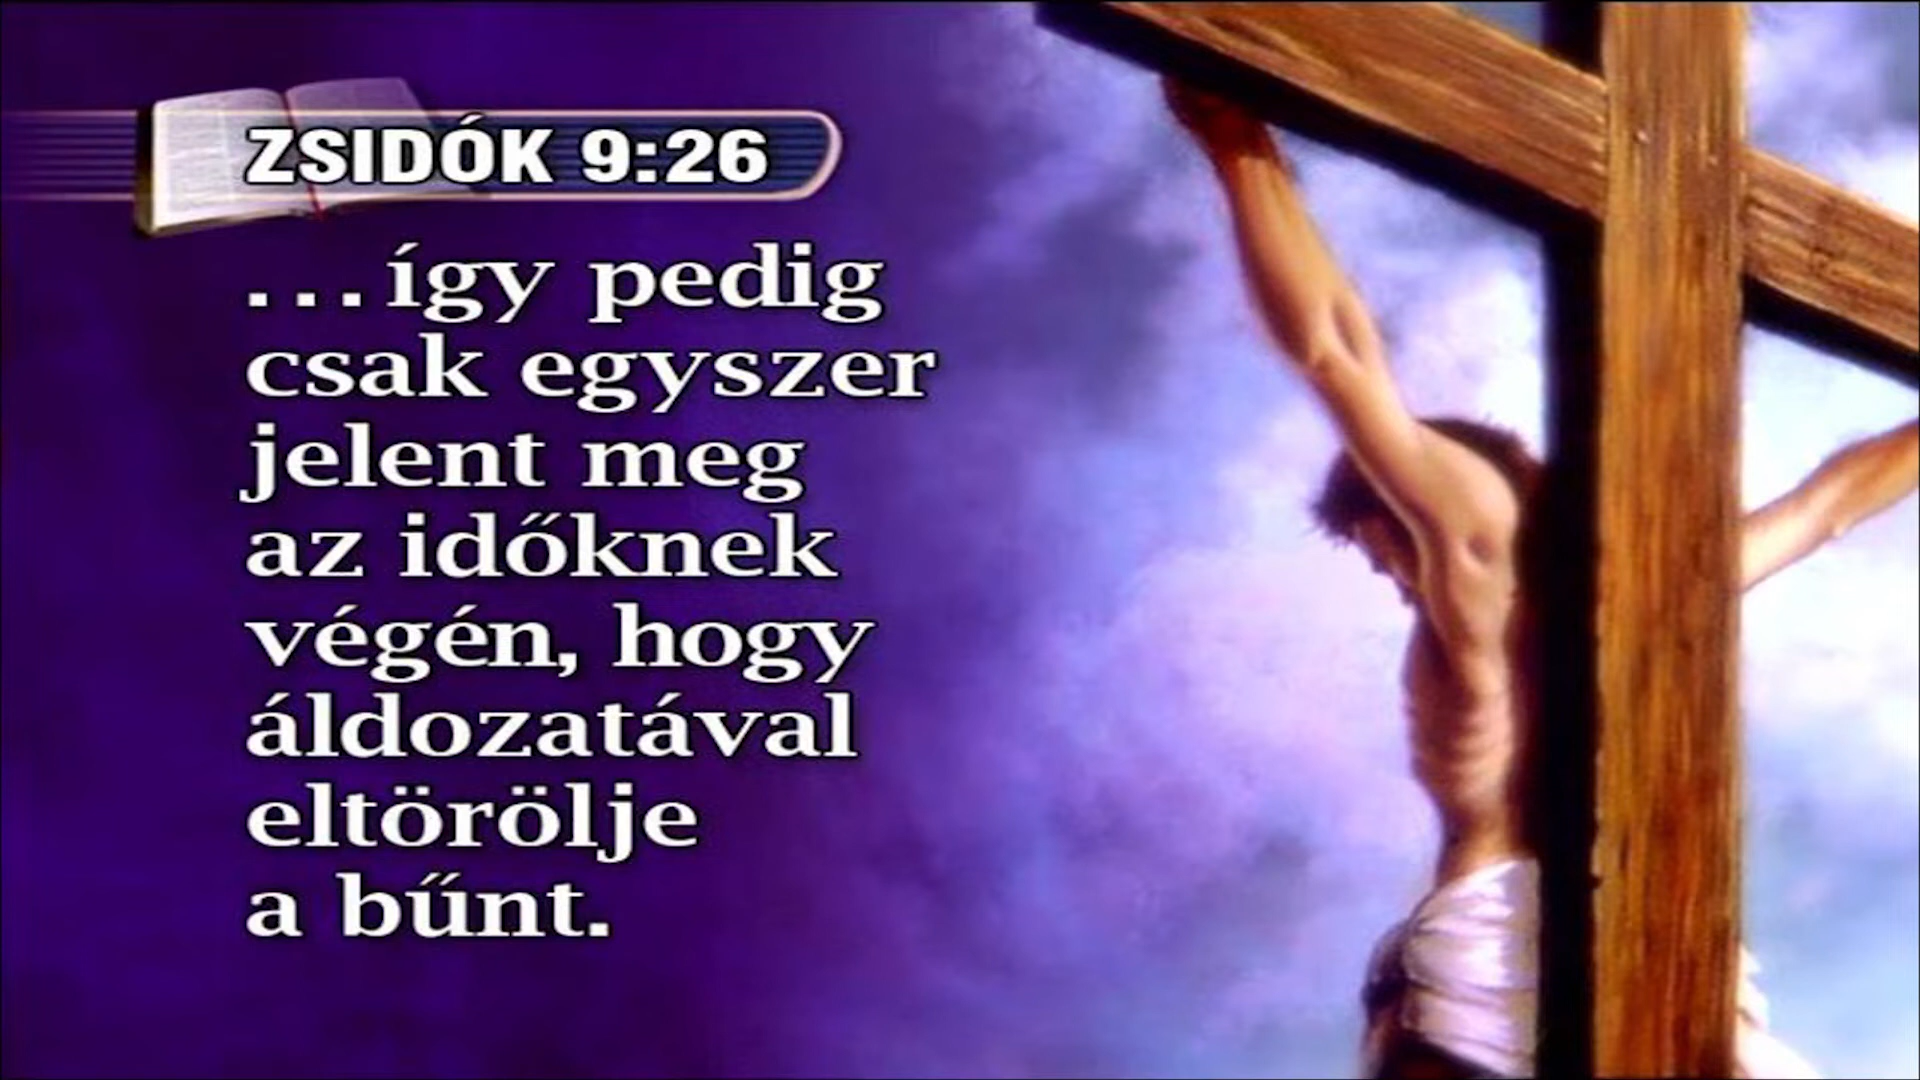 ZSIDÓK 9:26
...így pedig
csak egyszer
jelent meg
az időknek
végén, hogy
áldozatával
eltörölje
a bűnt.